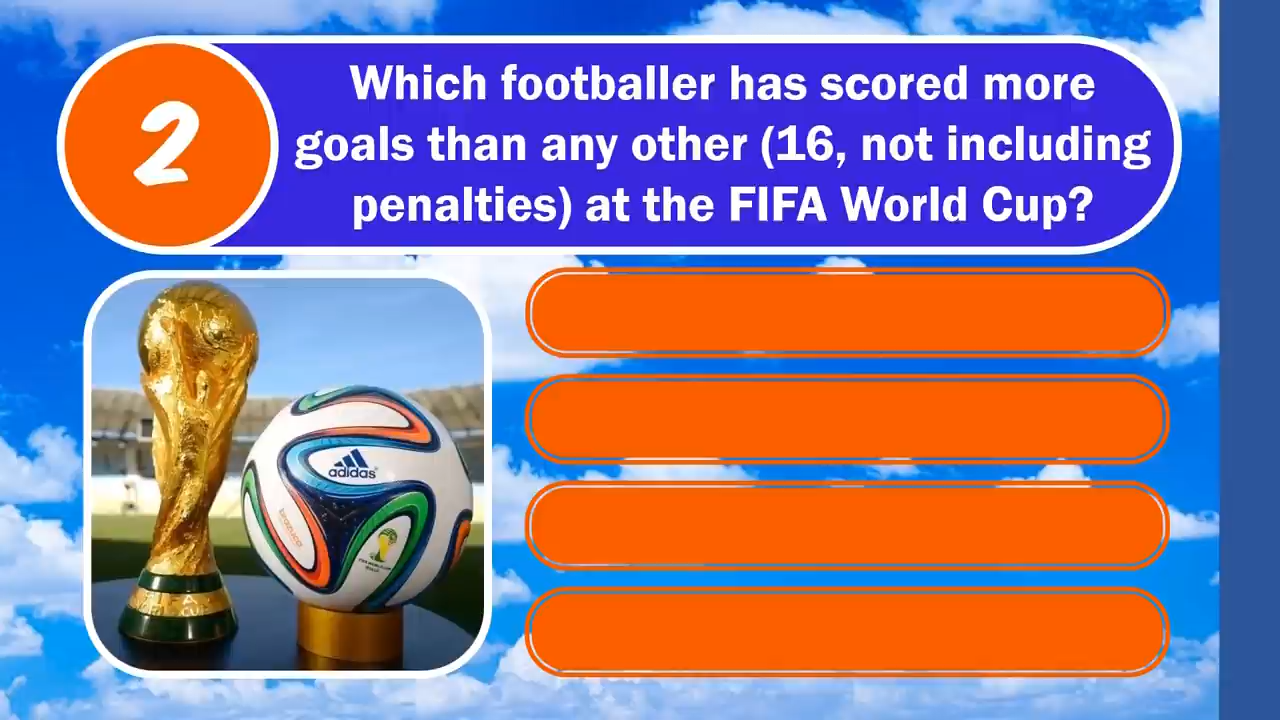 2
Which footballer has scored more
goals than any other (16, not including
penalties) at the FIFA World Cup?
adidas
brazuca